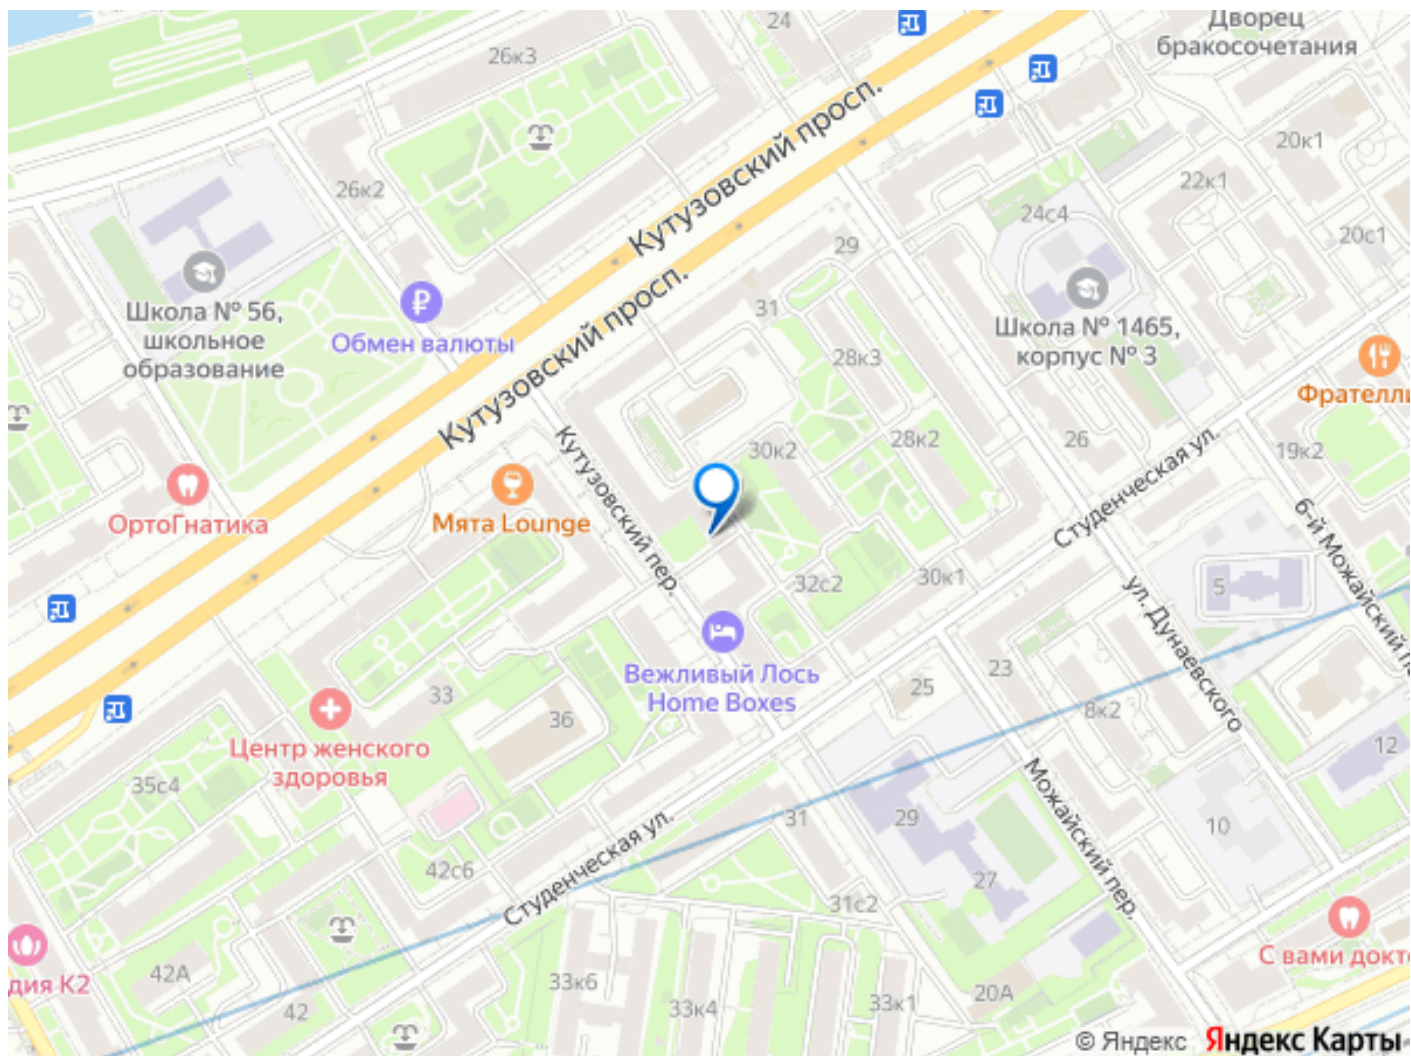 24
Дворец
бракосочетания
26к3
20к1
26к2
22к1
24с4
20с1
Кутузовский просп.
29
31
Школа № 56,
школьное
образование
Обмен валюты
Кутузовский просп.
28к3
Школа № 1465,
корпус № 3
Фрателли
Кутузовский пер.
30к2
28к2
26
19к2
Студенческая ул.
ОртоГнатика
Мята Lounge
6-й Можайский п
32с2
30к1
5
ул. Дунаевского
Вежливый Лось
Home Boxes
33
36
25
23
8к2
12
Центр женского
здоровья
35с4
Можайский пер.
31
29
10
Студенческая ул.
42с6
27
31с2
42А
дия К2
33к6
33к4
33к1
20А
42
С вами докт
© Яндекс Яндекс Карты